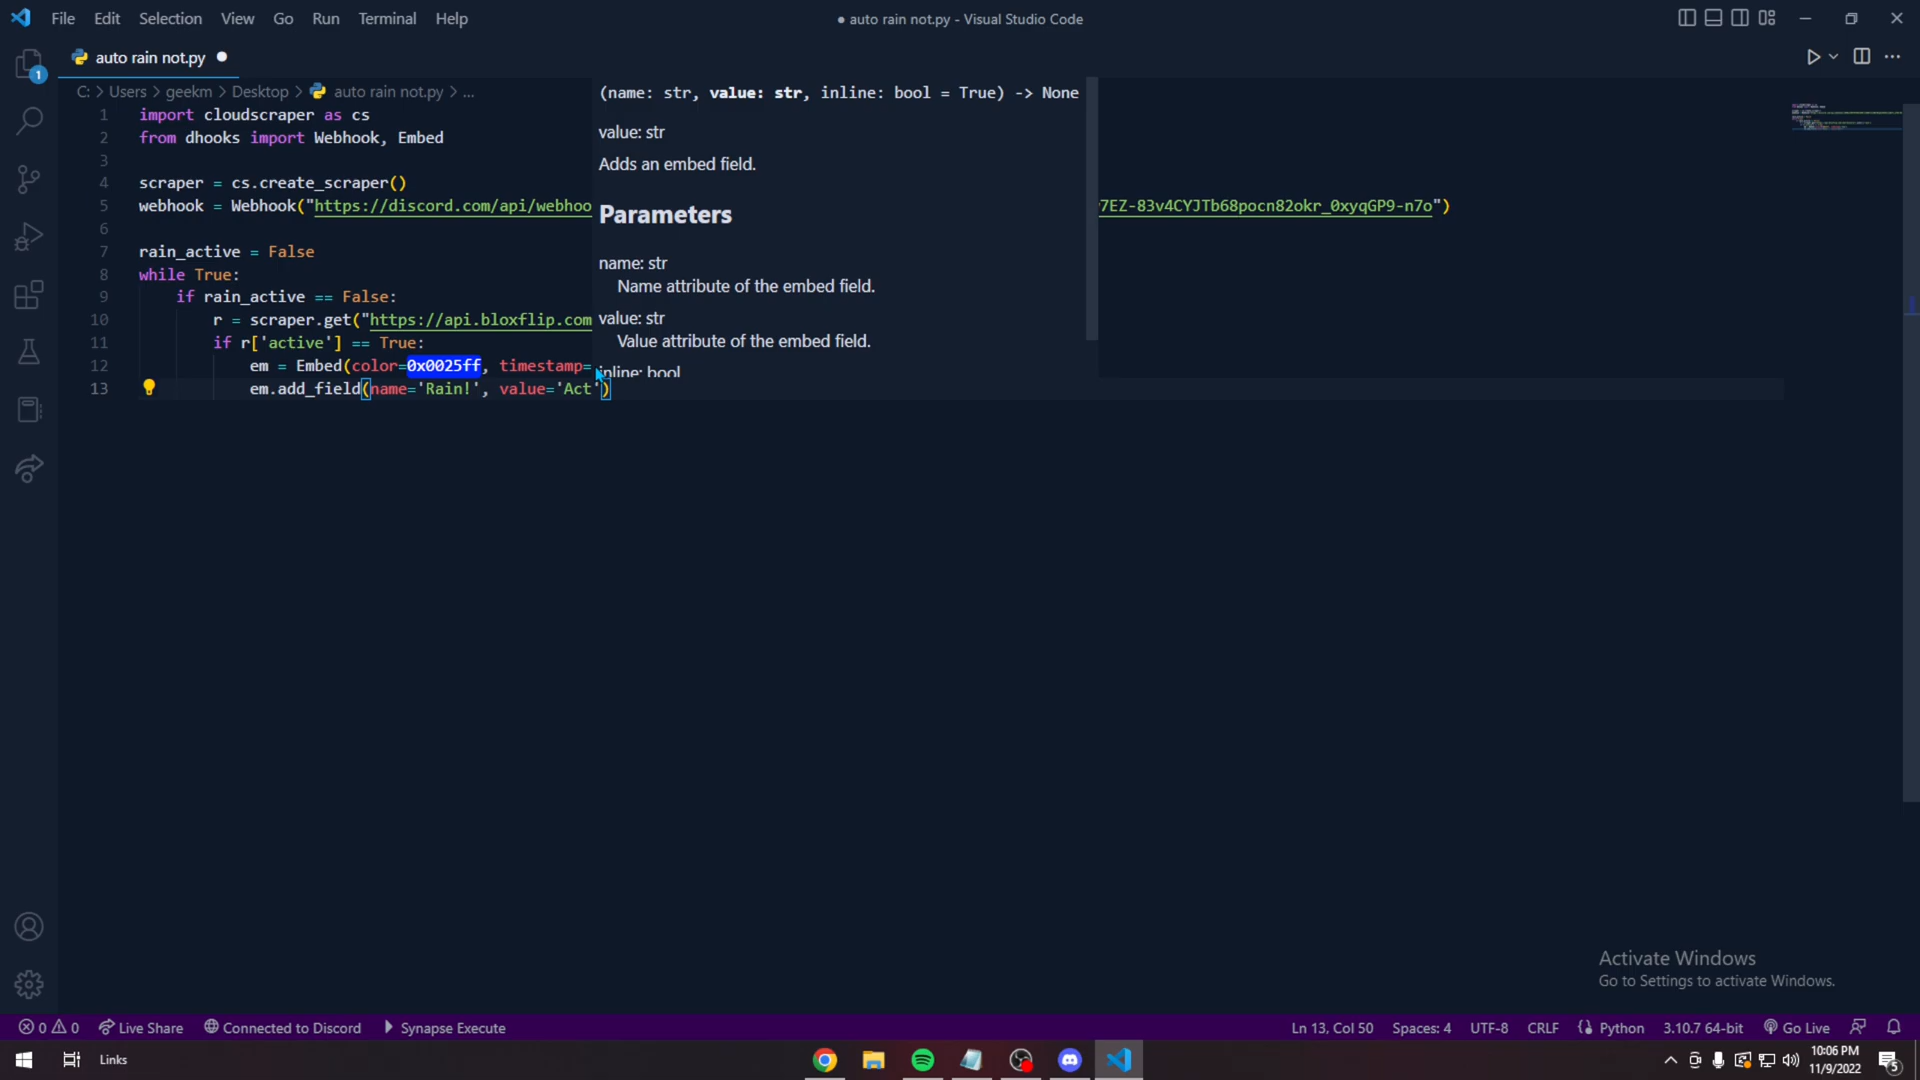 File Edit Selection View Go Run Terminal Help
● auto rain not.py - Visual Studio Code
auto rain not.py ●
1
C: > Users > geekm > Desktop > auto rain not.py > ...
1 import cloudscraper as cs
2 from dhooks import Webhook, Embed
3
4 scraper = cs.create_scraper()
5 webhook = Webhook("https://discord.com/api/webhoo
7EZ-83v4CYJTb68pocn82okr_0xyqGP9-n7o")
6
7 rain_active = False
8 while True:
9 if rain_active == False:
10 r = scraper.get("https://api.bloxflip.com
11 if r['active'] == True:
12 em = Embed(color=0x0025ff, timestamp=
13 em.add_field(name='Rain!', value='Act')
(name: str, value: str, inline: bool = True) -> None
value: str
Adds an embed field.
Parameters
name: str
Name attribute of the embed field.
value: str
Value attribute of the embed field.
inline: bool
Activate Windows
Go to Settings to activate Windows.
0 0 Live Share Connected to Discord Synapse Execute
Ln 13, Col 50 Spaces: 4 UTF-8 CRLF Python 3.10.7 64-bit Go Live
Links
10:06 PM
11/9/2022
5